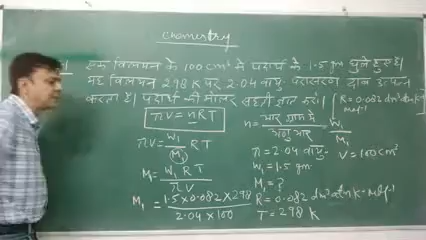 chemistry
एक विलयन के 100 cm³ में पदार्थ के 1.5 gm घुले हुए है।
यह विलयन 298 K पर 2.04 वायु. परासरण दाब उत्पन्न
करता है। पदार्थ की मोलर संहती ज्ञात करो। [R = 0.082 dm³ atm k⁻¹
mol⁻¹]
πV = nRT
n = भार ग्राम में / अणु भार = W₁ / M₁
πV = W₁ / M₁ RT
π = 2.04 वायु. V = 100 cm³
W₁ = 1.5 gm
M₁ = W₁ R T / πV
M₁ = ?
M₁ = 1.5 × 0.082 × 298 / 2.04 × 100
R = 0.082 dm³ atm K⁻¹ mol⁻¹
T = 298 K